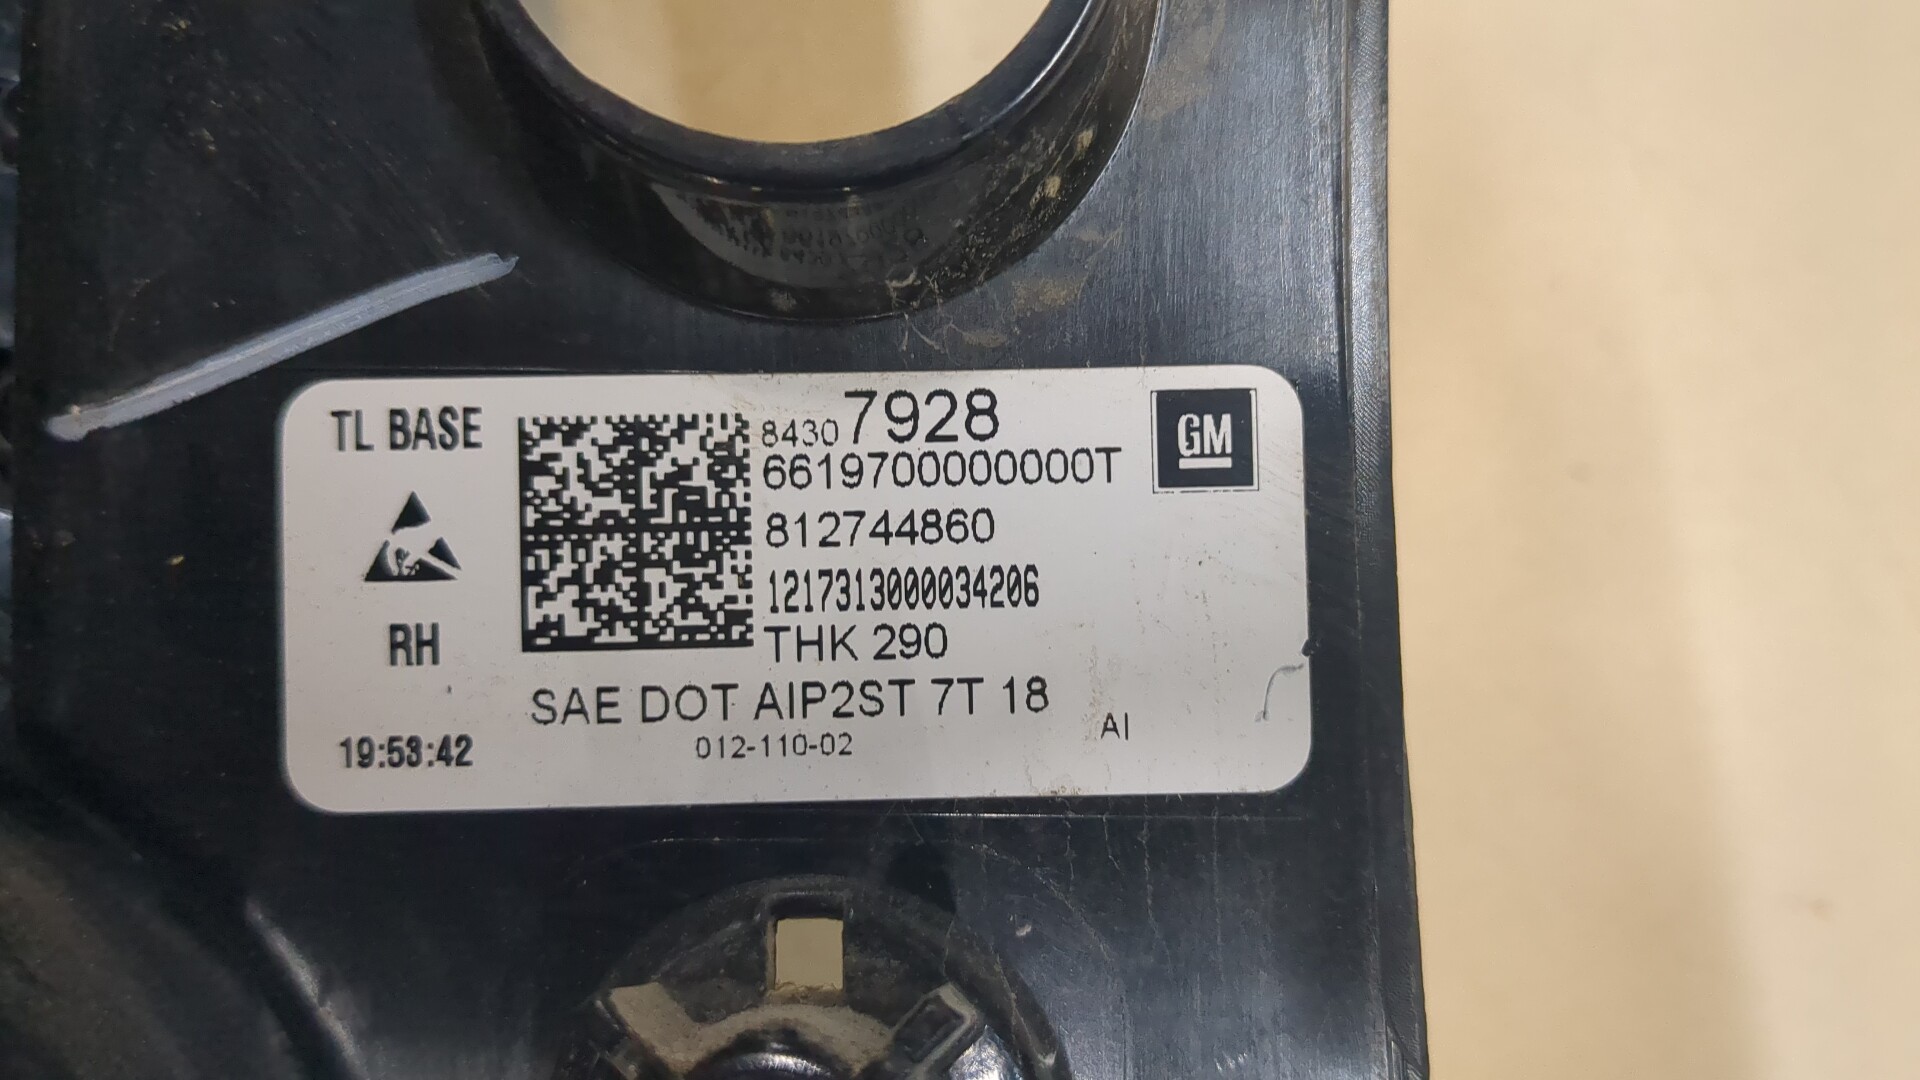 TL BASE
84307928
GM
6619700000000T
812744860
1217313000034206
RH
THK 290
SAE DOT AIP2ST 7T 18
AI
19:53:42
012-110-02